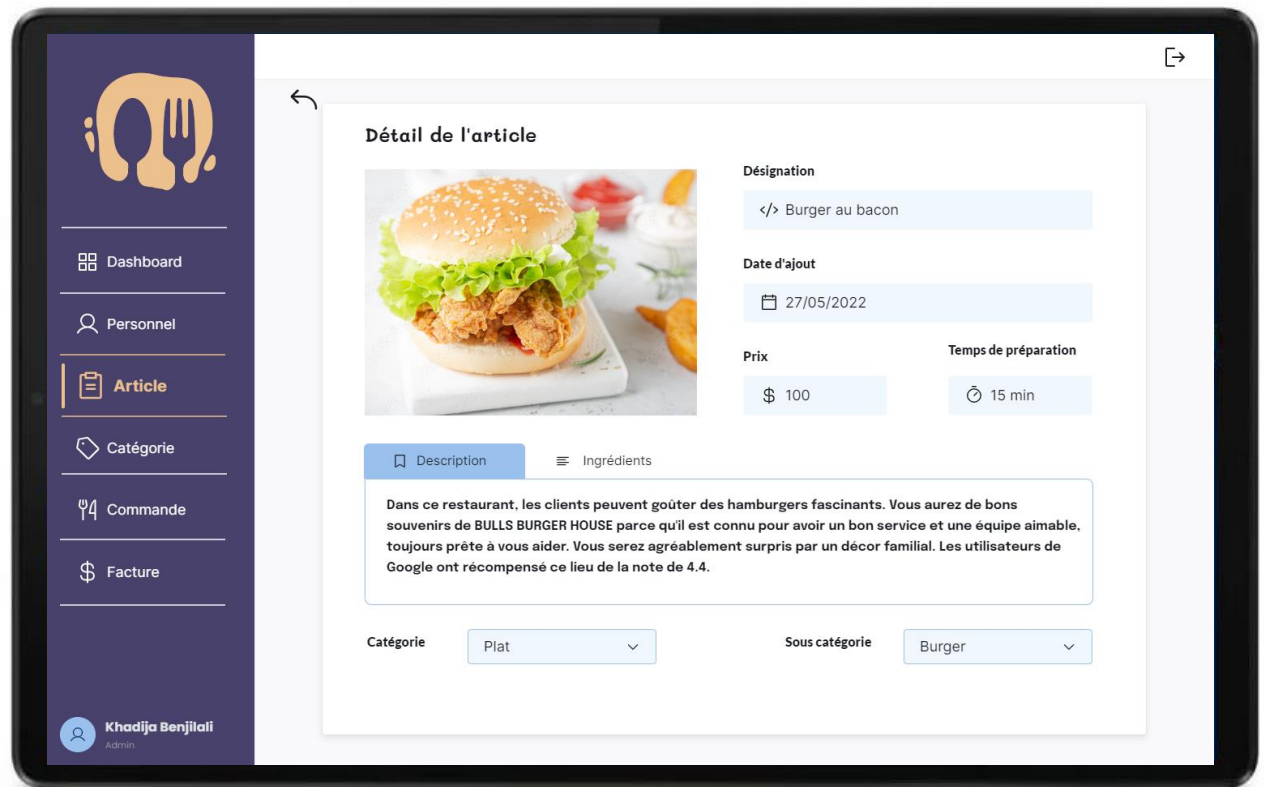 Dashboard
Personnel
Article
Catégorie
Commande
Facture
Khadija Benjilali
Admin
Détail de l'article
Désignation
</> Burger au bacon
Date d'ajout
27/05/2022
Prix
Temps de préparation
$ 100
15 min
Description
Ingrédients
Dans ce restaurant, les clients peuvent goûter des hamburgers fascinants. Vous aurez de bons
souvenirs de BULLS BURGER HOUSE parce qu'il est connu pour avoir un bon service et une équipe aimable,
toujours prête à vous aider. Vous serez agréablement surpris par un décor familial. Les utilisateurs de
Google ont récompensé ce lieu de la note de 4.4.
Catégorie
Plat
Sous catégorie
Burger